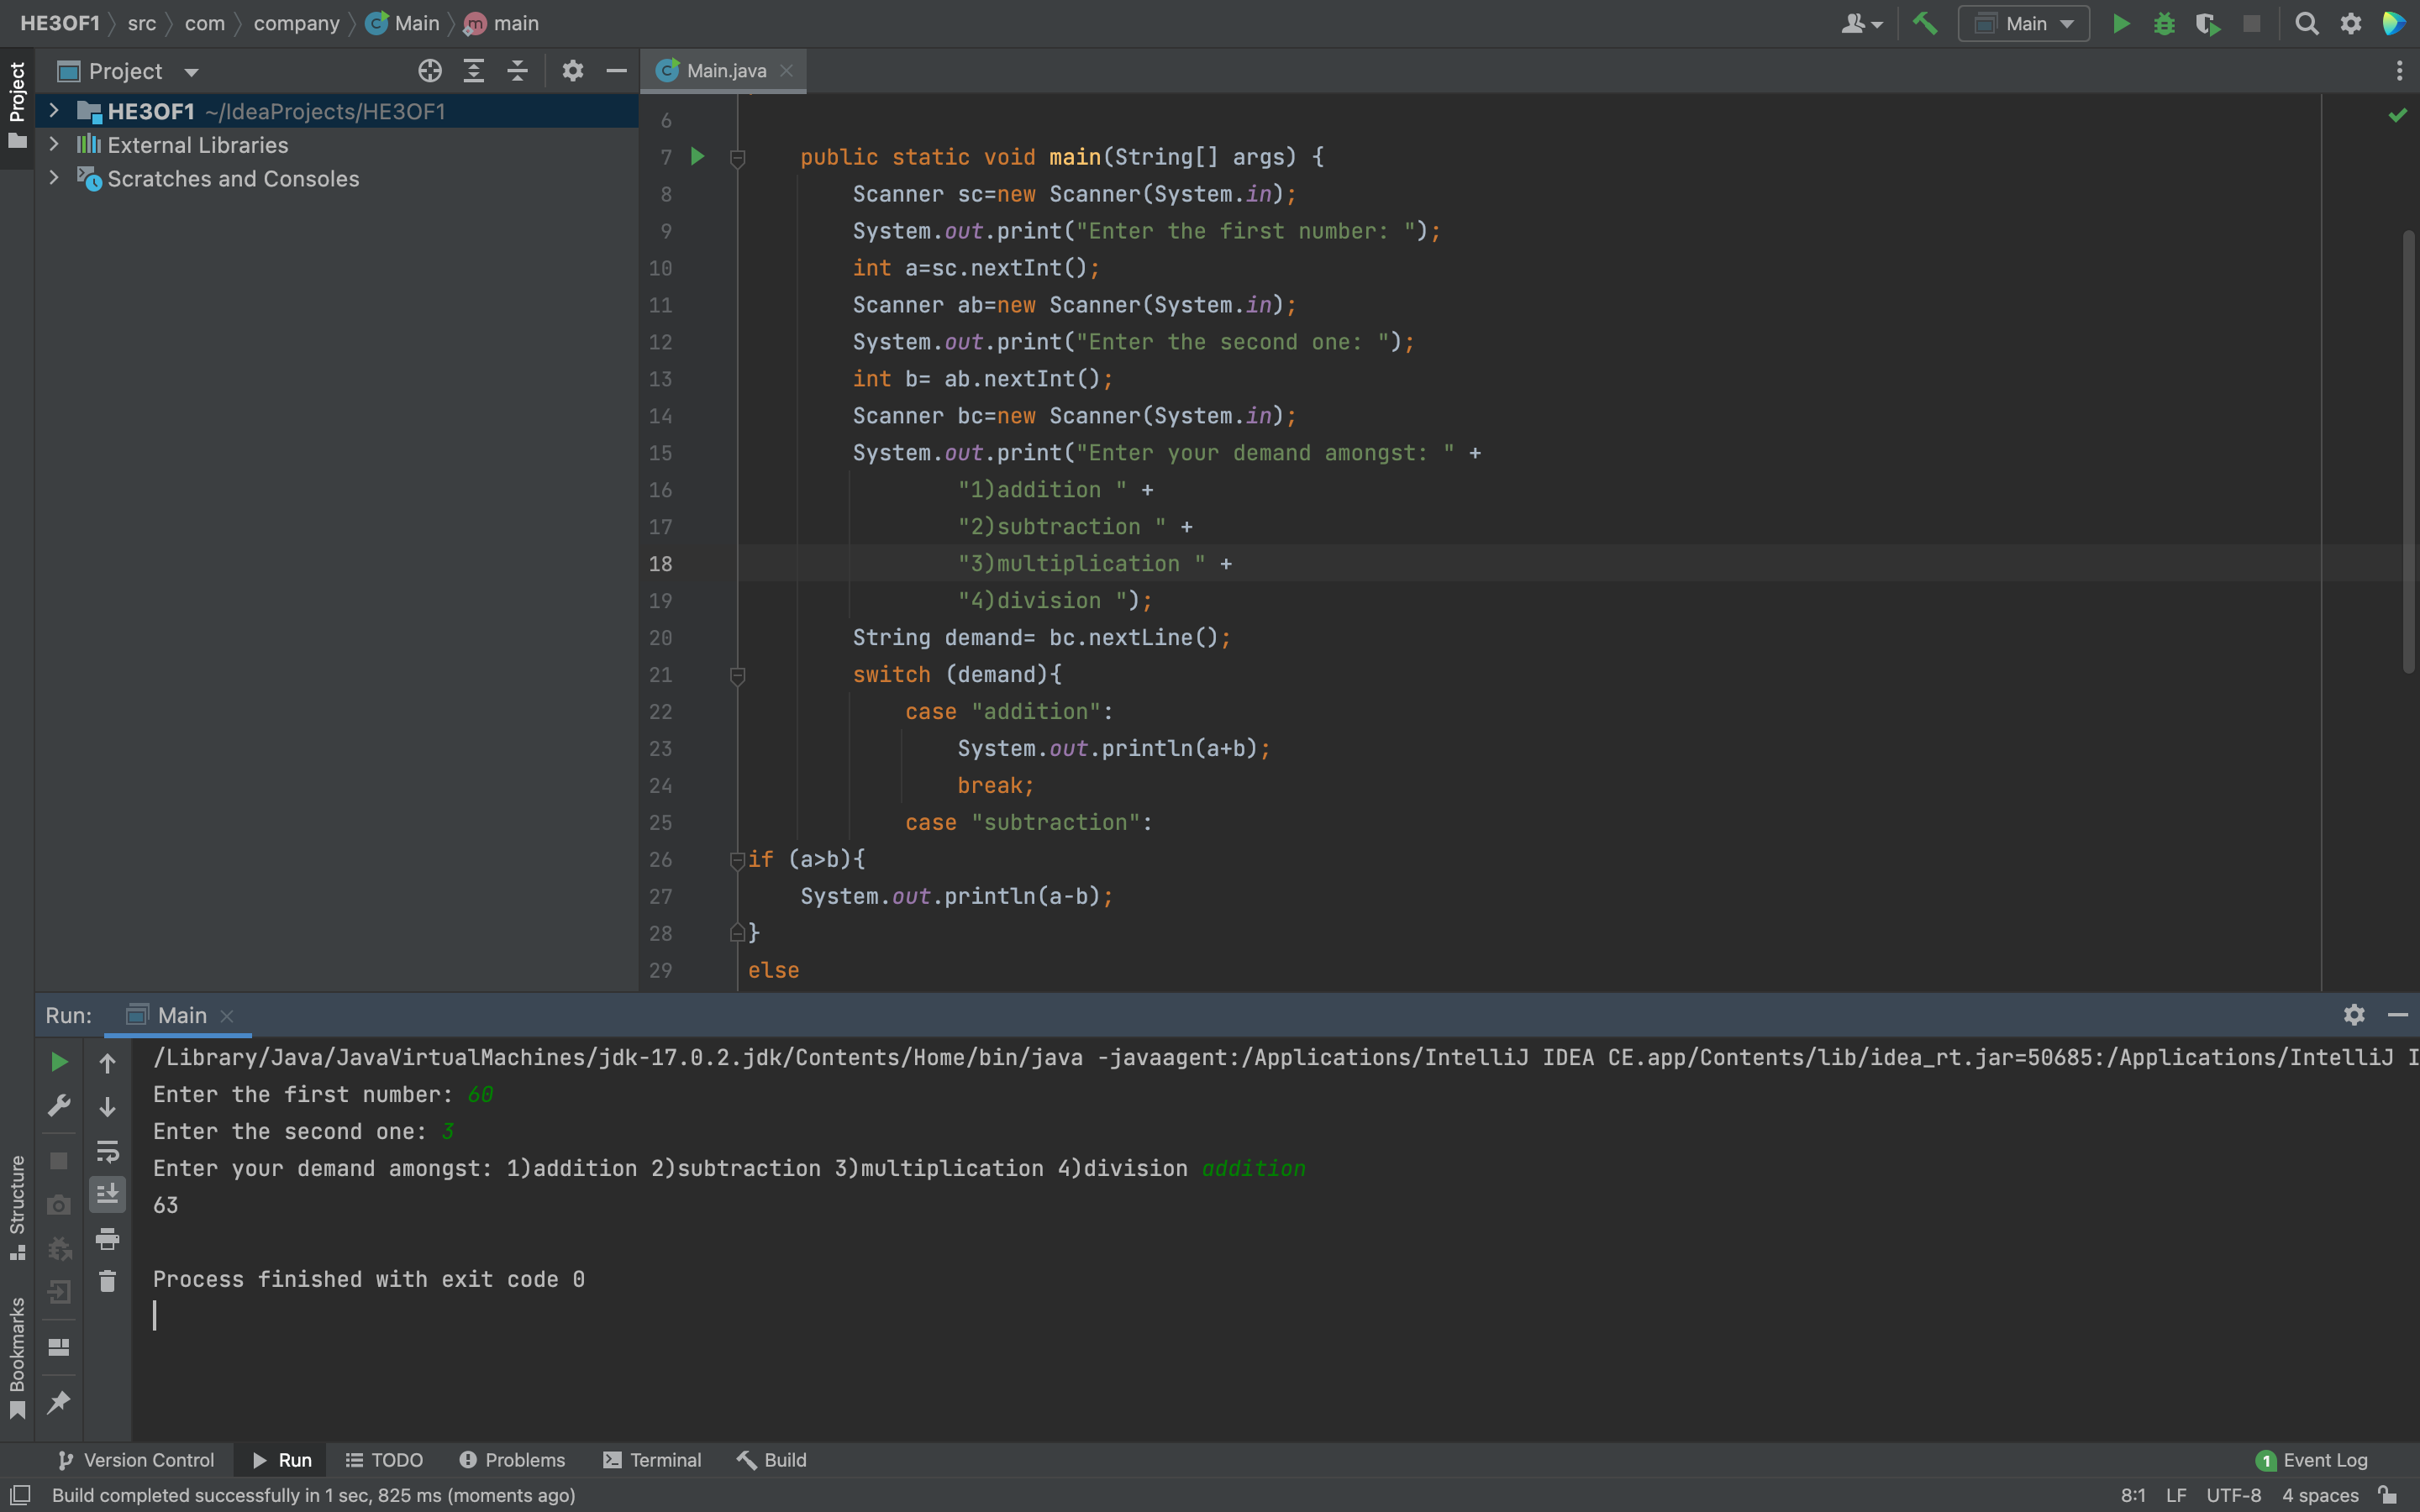 HE3OF1 src com company Main main
Main
Project
Main.java
Project
HE3OF1 ~/IdeaProjects/HE3OF1
External Libraries
Scratches and Consoles
6
7 public static void main(String[] args) {
8 Scanner sc=new Scanner(System.in);
9 System.out.print("Enter the first number: ");
10 int a=sc.nextInt();
11 Scanner ab=new Scanner(System.in);
12 System.out.print("Enter the second one: ");
13 int b= ab.nextInt();
14 Scanner bc=new Scanner(System.in);
15 System.out.print("Enter your demand amongst: " +
16 "1)addition " +
17 "2)subtraction " +
18 "3)multiplication " +
19 "4)division ");
20 String demand= bc.nextLine();
21 switch (demand){
22 case "addition":
23 System.out.println(a+b);
24 break;
25 case "subtraction":
26 if (a>b){
27 System.out.println(a-b);
28 }
29 else
Run: Main
/Library/Java/JavaVirtualMachines/jdk-17.0.2.jdk/Contents/Home/bin/java -javaagent:/Applications/IntelliJ IDEA CE.app/Contents/lib/idea_rt.jar=50685:/Applications/IntelliJ I
Enter the first number: 60
Enter the second one: 3
Enter your demand amongst: 1)addition 2)subtraction 3)multiplication 4)division addition
63
Process finished with exit code 0
Structure
Bookmarks
Version Control Run TODO Problems Terminal Build 1 Event Log
Build completed successfully in 1 sec, 825 ms (moments ago) 8:1 LF UTF-8 4 spaces